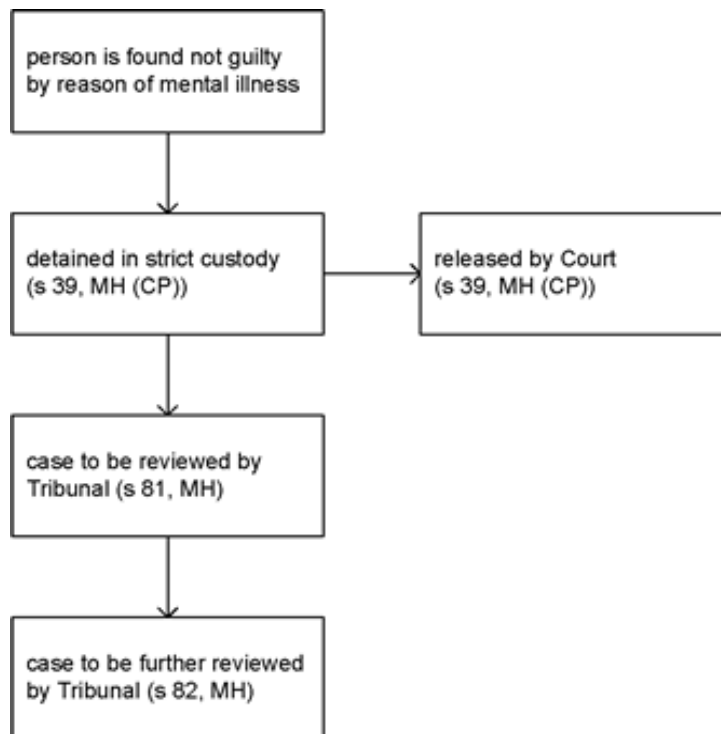 person is found not guilty
by reason of mental illness
detained in strict custody
(s 39, MH (CP))
released by Court
(s 39, MH (CP))
case to be reviewed by
Tribunal (s 81, MH)
case to be further reviewed
by Tribunal (s 82, MH)